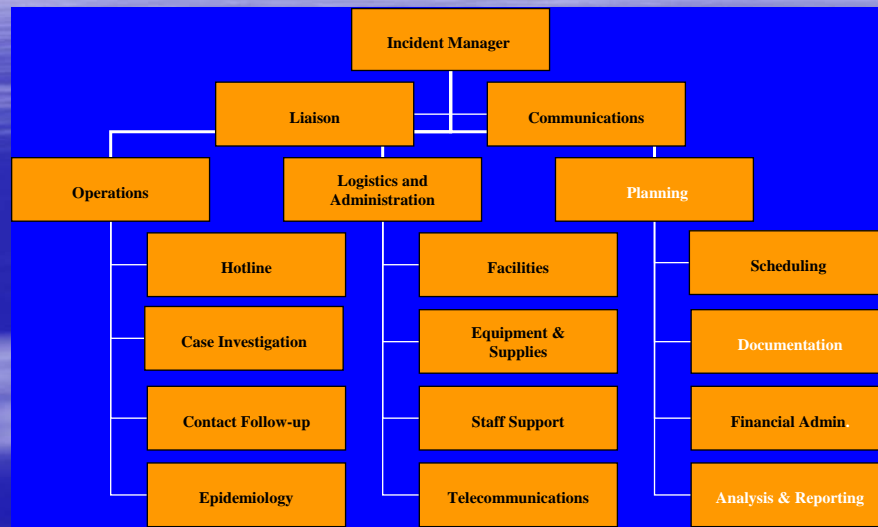 Incident Manager
Liaison
Communications
Operations
Logistics and
Administration
Planning
Hotline
Facilities
Scheduling
Case Investigation
Equipment &
Supplies
Documentation
Contact Follow-up
Staff Support
Financial Admin.
Epidemiology
Telecommunications
Analysis & Reporting